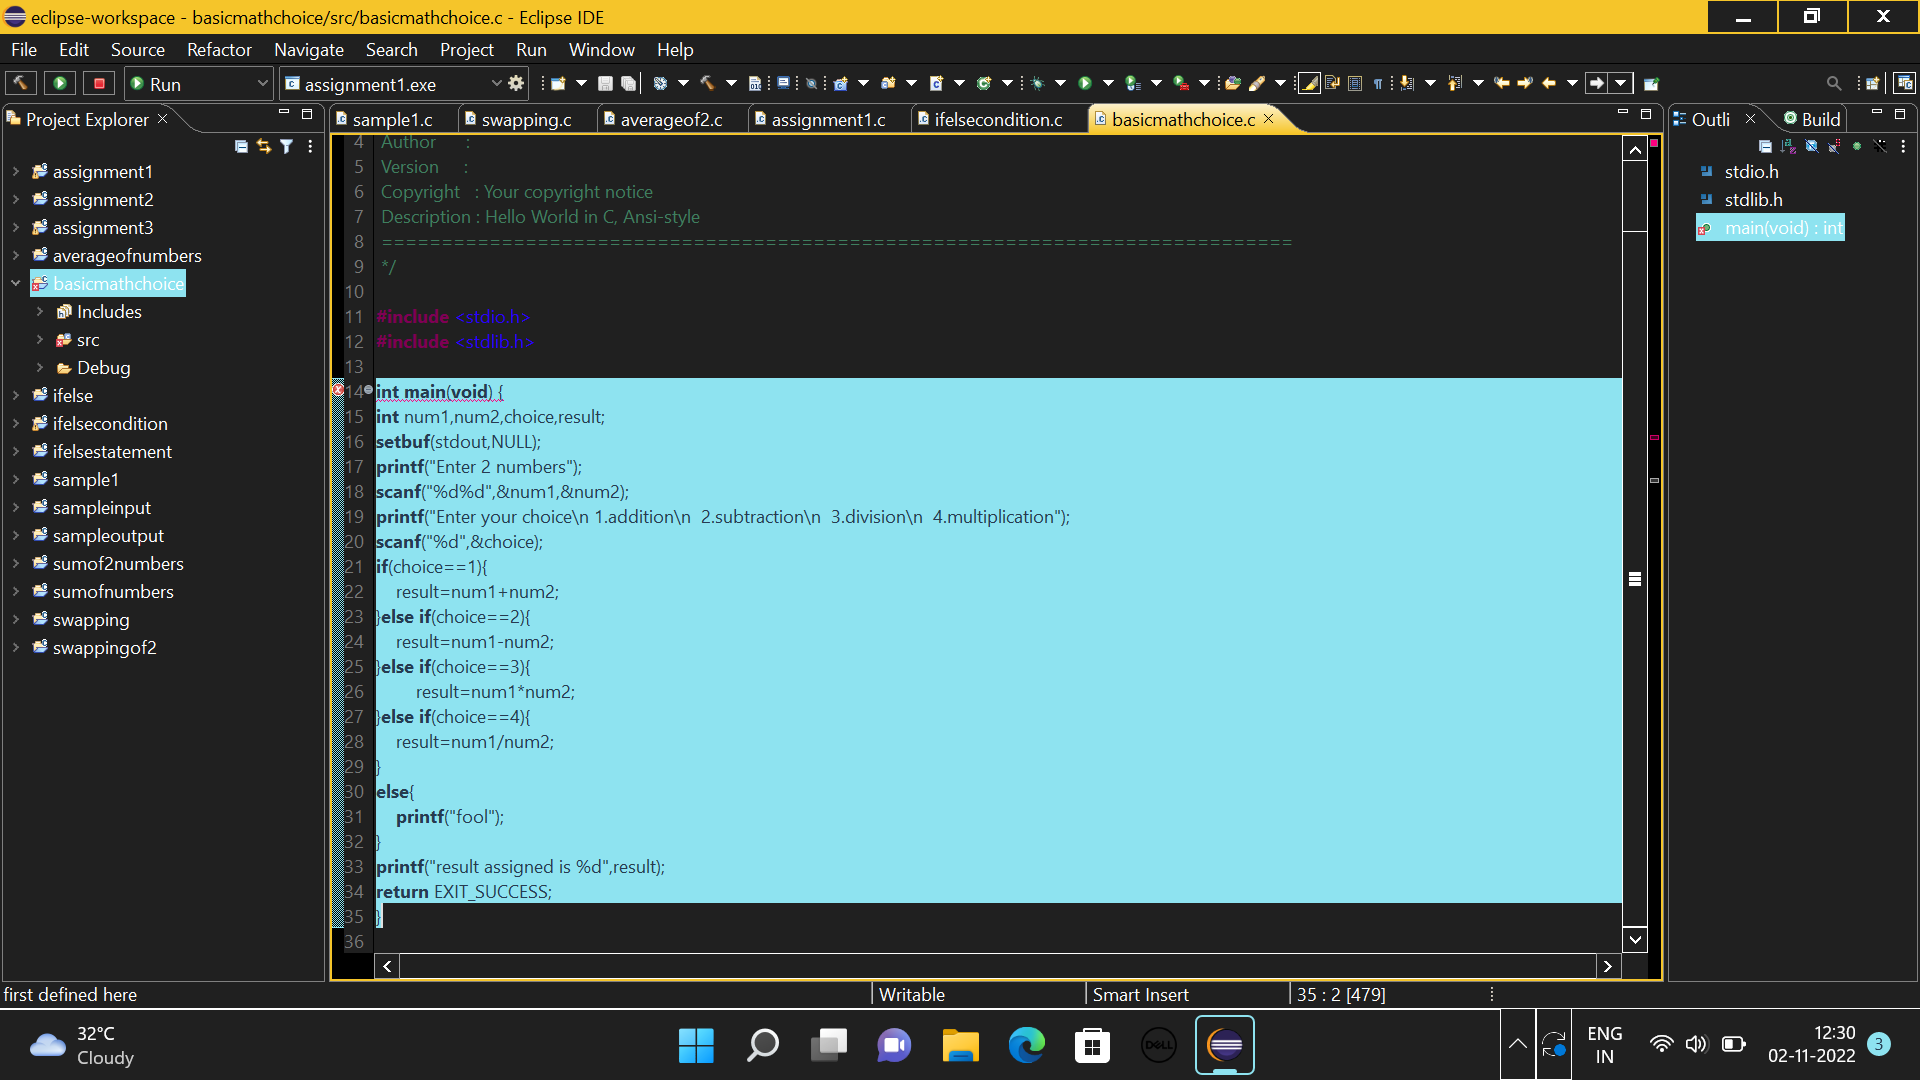 eclipse-workspace - basicmathchoice/src/basicmathchoice.c - Eclipse IDE
File Edit Source Refactor Navigate Search Project Run Window Help
Run
assignment1.exe
Project Explorer
assignment1
assignment2
assignment3
averageofnumbers
basicmathchoice
Includes
src
Debug
ifelse
ifelsecondition
ifelsestatement
sample1
sampleinput
sampleoutput
sumof2numbers
sumofnumbers
swapping
swappingof2
sample1.c swapping.c averageof2.c assignment1.c ifelsecondition.c basicmathchoice.c
4 Author :
5 Version :
6 Copyright : Your copyright notice
7 Description : Hello World in C, Ansi-style
8 ============================================================================
9 */
10
11 #include <stdio.h>
12 #include <stdlib.h>
13
14 int main(void) {
15 int num1,num2,choice,result;
16 setbuf(stdout,NULL);
17 printf("Enter 2 numbers");
18 scanf("%d%d",&num1,&num2);
19 printf("Enter your choice\n 1.addition\n  2.subtraction\n  3.division\n  4.multiplication");
20 scanf("%d",&choice);
21 if(choice==1){
22 result=num1+num2;
23 }else if(choice==2){
24 result=num1-num2;
25 }else if(choice==3){
26 result=num1*num2;
27 }else if(choice==4){
28 result=num1/num2;
29 }
30 else{
31 printf("fool");
32 }
33 printf("result assigned is %d",result);
34 return EXIT_SUCCESS;
35 }
36
Outli Build
stdio.h
stdlib.h
main(void) : int
first defined here Writable Smart Insert 35 : 2 [479]
32°C
Cloudy
DELL
ENG
IN
12:30
02-11-2022
3